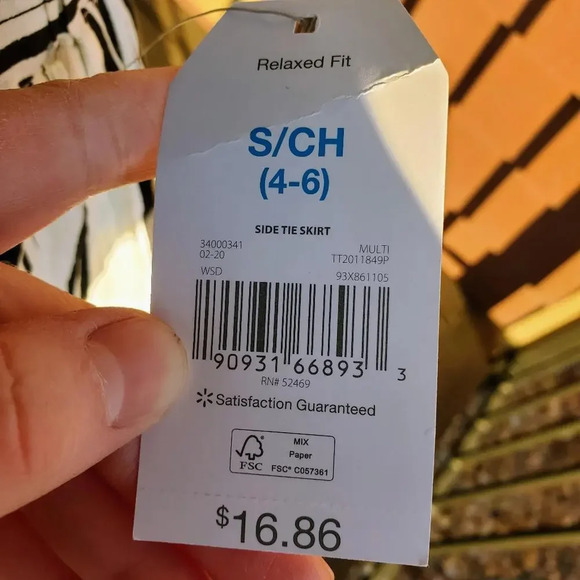 Relaxed Fit
S/CH
(4-6)
SIDE TIE SKIRT
34000341 MULTI
02-20 TT2011849P
WSD 93X861105
90931 66893 3
RN# 52469
Satisfaction Guaranteed
MIX
Paper
FSC FSC® C057361
$16.86